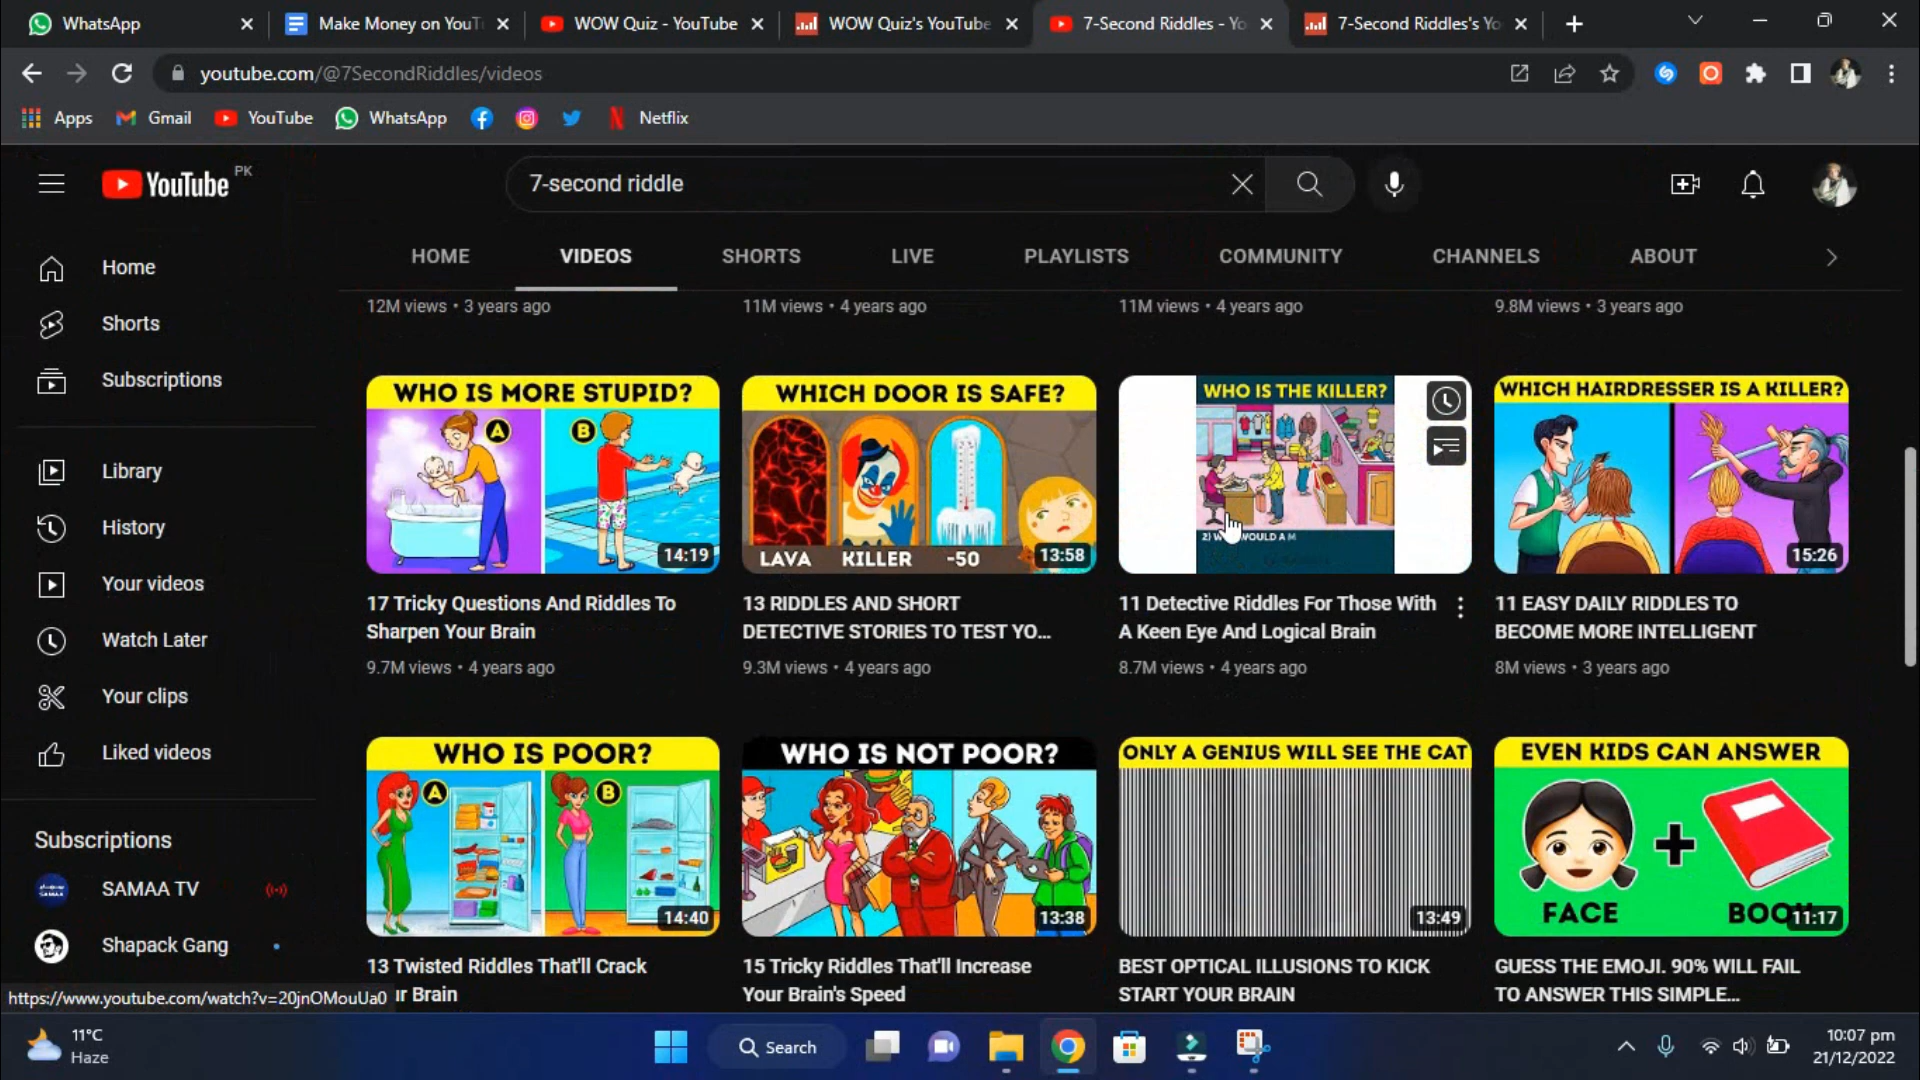 WhatsApp
Make Money on YouT
WOW Quiz - YouTube
WOW Quiz's YouTube
7-Second Riddles - Yo
7-Second Riddles's Yo
youtube.com/@7SecondRiddles/videos
Apps
Gmail
YouTube
WhatsApp
Netflix
YouTube PK
7-second riddle
HOME
VIDEOS
SHORTS
LIVE
PLAYLISTS
COMMUNITY
CHANNELS
ABOUT
Home
Shorts
Subscriptions
Library
History
Your videos
Watch Later
Your clips
Liked videos
Subscriptions
SAMAA TV
Shapack Gang
12M views • 3 years ago
11M views • 4 years ago
11M views • 4 years ago
9.8M views • 3 years ago
WHO IS MORE STUPID?
A
B
14:19
17 Tricky Questions And Riddles To
Sharpen Your Brain
9.7M views • 4 years ago
WHICH DOOR IS SAFE?
LAVA
KILLER
-50
13:58
13 RIDDLES AND SHORT
DETECTIVE STORIES TO TEST YO...
9.3M views • 4 years ago
WHO IS THE KILLER?
11 Detective Riddles For Those With
A Keen Eye And Logical Brain
8.7M views • 4 years ago
WHICH HAIRDRESSER IS A KILLER?
15:26
11 EASY DAILY RIDDLES TO
BECOME MORE INTELLIGENT
8M views • 3 years ago
WHO IS POOR?
A
B
14:40
13 Twisted Riddles That'll Crack
ur Brain
WHO IS NOT POOR?
13:38
15 Tricky Riddles That'll Increase
Your Brain's Speed
ONLY A GENIUS WILL SEE THE CAT
13:49
BEST OPTICAL ILLUSIONS TO KICK
START YOUR BRAIN
EVEN KIDS CAN ANSWER
FACE
BOO
11:17
GUESS THE EMOJI. 90% WILL FAIL
TO ANSWER THIS SIMPLE...
https://www.youtube.com/watch?v=20jnOMouUa0
11°C
Haze
Search
10:07 pm
21/12/2022